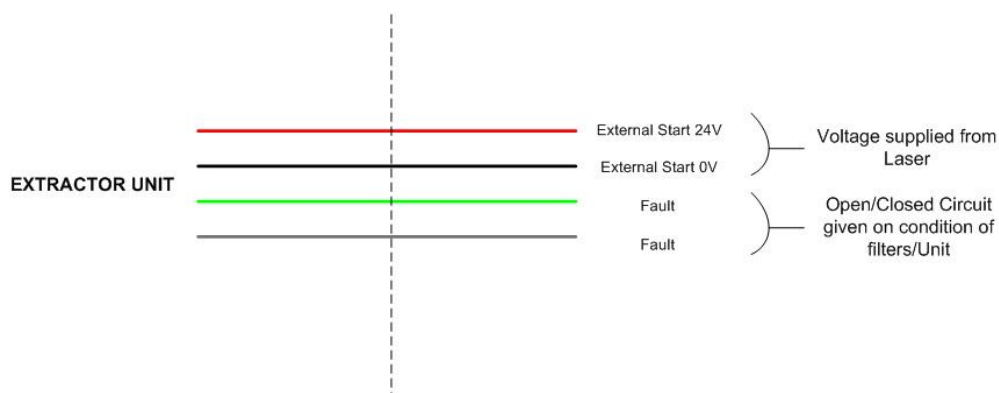 External Start 24V
Voltage supplied from
Laser
External Start 0V
EXTRACTOR UNIT
Fault
Open/Closed Circuit
given on condition of
filters/Unit
Fault